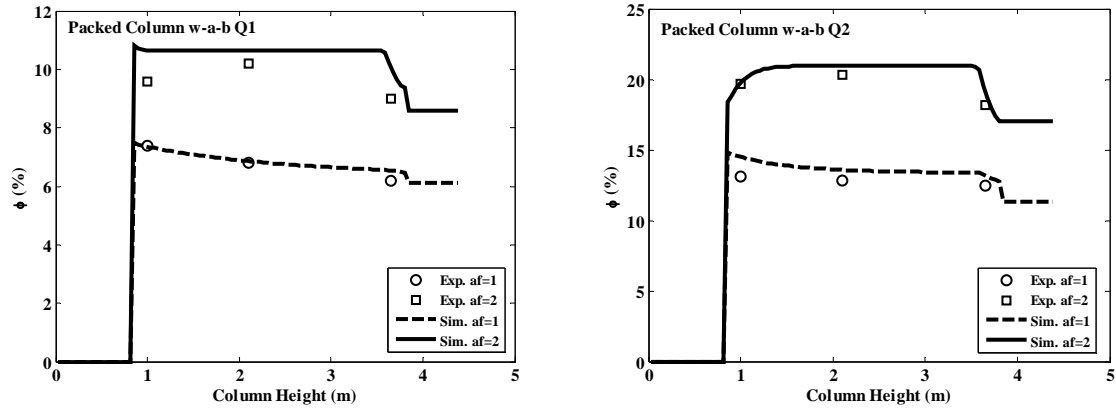 Packed Column w-a-b Q1
ϕ (%)
12
10
8
6
4
2
0
0 1 2 3 4 5
Column Height (m)
Exp. af=1
Exp. af=2
Sim. af=1
Sim. af=2
Packed Column w-a-b Q2
ϕ (%)
25
20
15
10
5
0
0 1 2 3 4 5
Column Height (m)
Exp. af=1
Exp. af=2
Sim. af=1
Sim. af=2